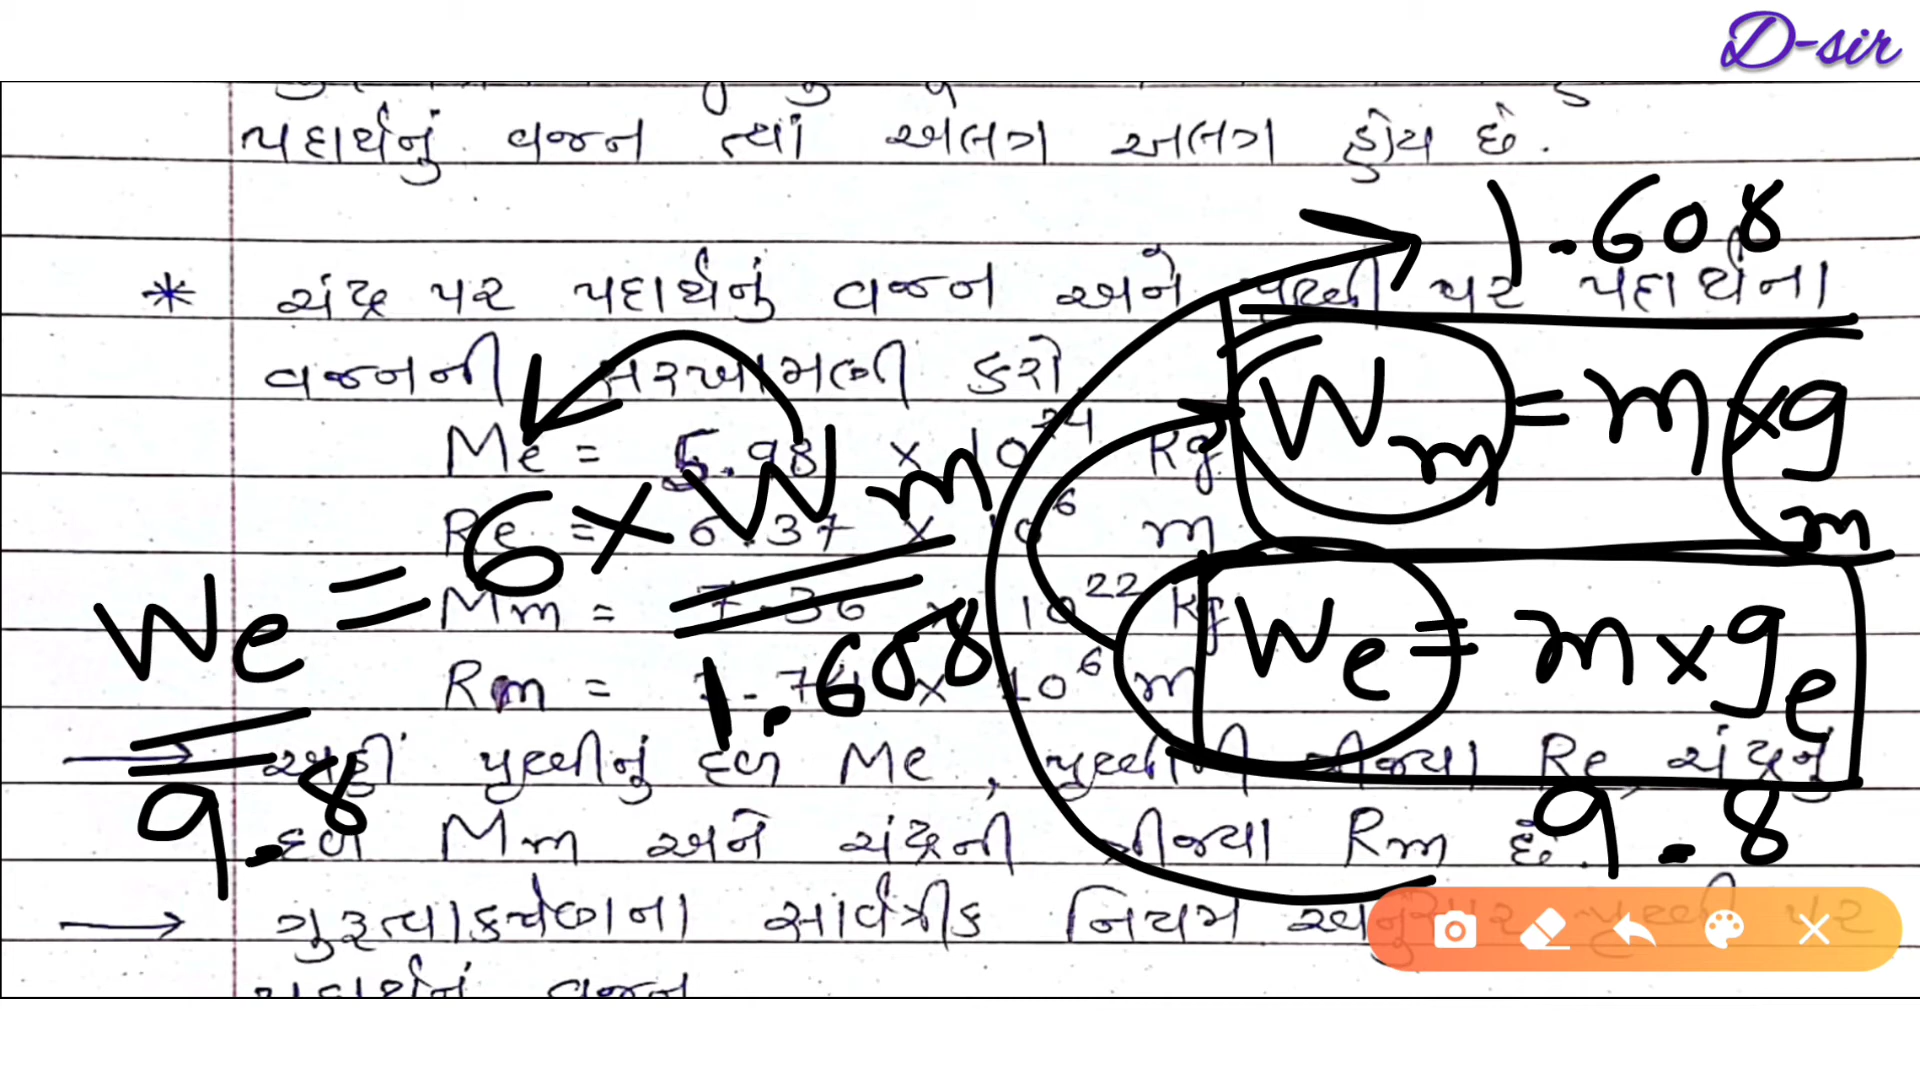 D-sir
પદાર્થનું વજન ત્યાં અલગ અલગ હોય છે.
1.608
* ચંદ્ર પર પદાર્થનું વજન અને પૃથ્વી પર પદાર્થના
વજનની સરખામણી કરો
Wm = m × gm
Me = 5.98 × 10^24 Kg
We = 6 × Wm
Re = 6.37 × 10^6 m
Mm = 7.36 × 10^22 Kg
We = m × ge
1.608
Rm = 1.74 × 10^6 m
→ અહીં પૃથ્વીનું દળ Me, પૃથ્વીની ત્રીજ્યા Re, ચંદ્રનું
9.8
9.8
દળ Mm અને ચંદ્રની ત્રીજ્યા Rm છે.
→ ગુરૂત્વાકર્ષણના સાર્વત્રીક નિયમ અનુસાર પૃથ્વી પર
પદાર્થનું વજન